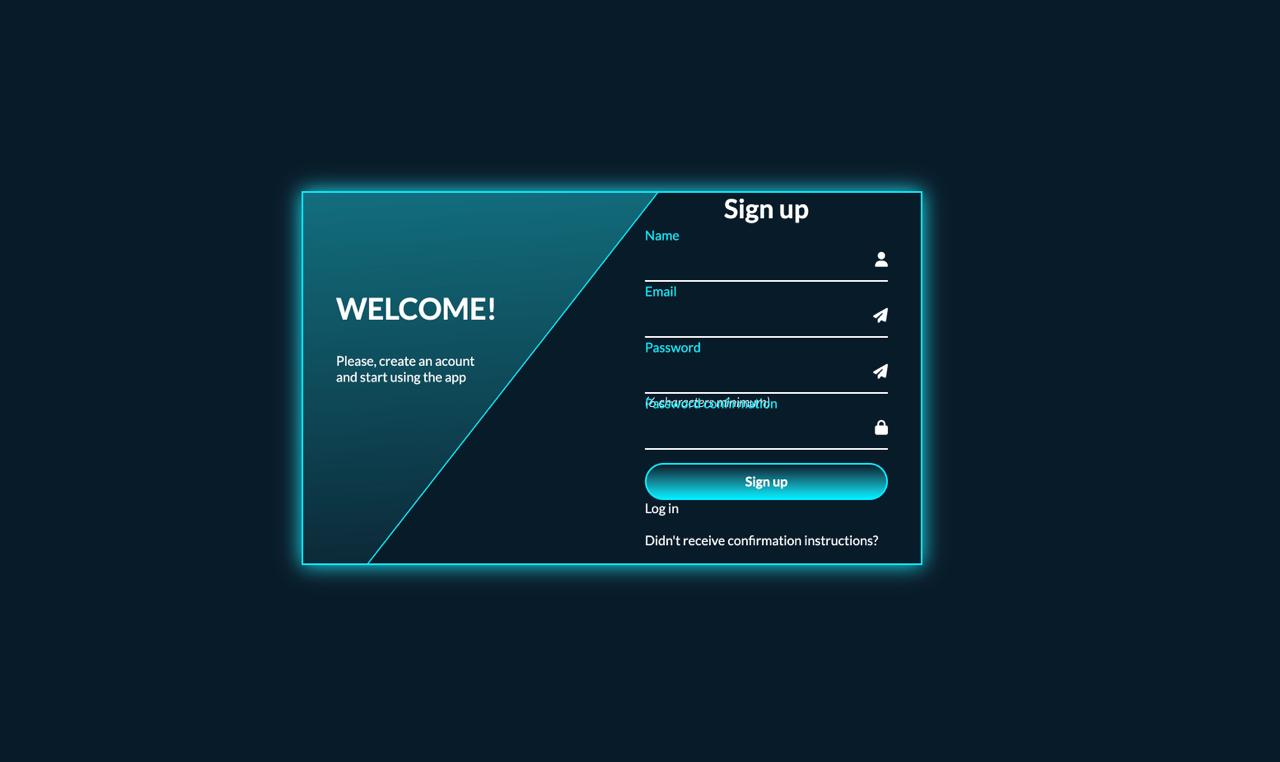 WELCOME!
Please, create an acount
and start using the app
Sign up
Name
Email
Password
(6 characters minimum)
Password confirmation
Sign up
Log in
Didn't receive confirmation instructions?